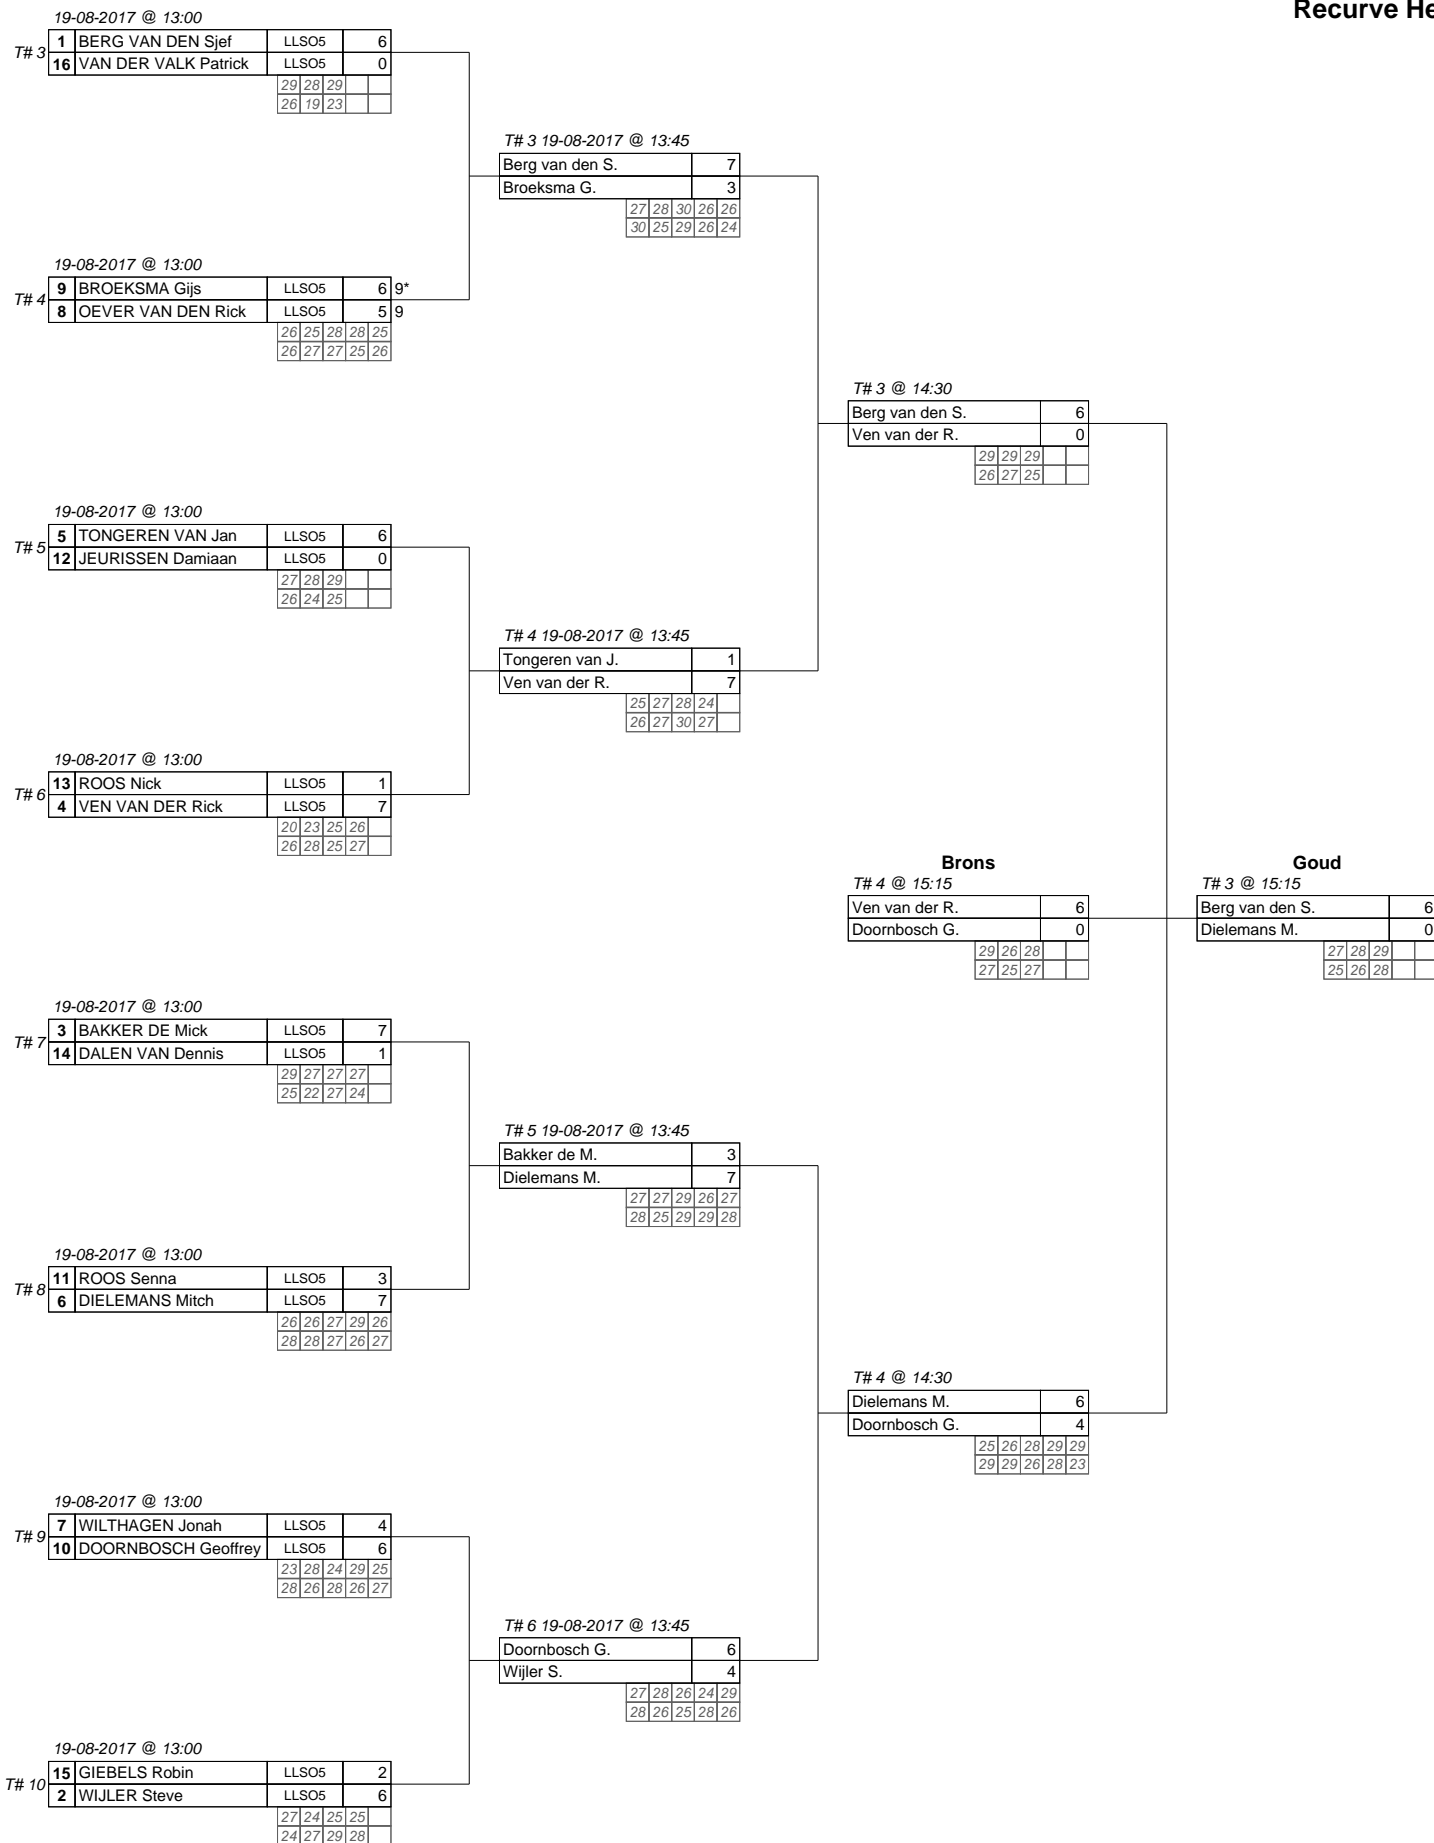 Recurve He
19-08-2017 @ 13:00
T# 3
1 BERG VAN DEN Sjef LLSO5 6
16 VAN DER VALK Patrick LLSO5 0
29 28 29
26 19 23
T# 3 19-08-2017 @ 13:45
Berg van den S. 7
Broeksma G. 3
27 28 30 26 26
30 25 29 26 24
19-08-2017 @ 13:00
T# 4
9 BROEKSMA Gijs LLSO5 6 9*
8 OEVER VAN DEN Rick LLSO5 5 9
26 25 28 28 25
26 27 27 25 26
T# 3 @ 14:30
Berg van den S. 6
Ven van der R. 0
29 29 29
26 27 25
19-08-2017 @ 13:00
T# 5
5 TONGEREN VAN Jan LLSO5 6
12 JEURISSEN Damiaan LLSO5 0
27 28 29
26 24 25
T# 4 19-08-2017 @ 13:45
Tongeren van J. 1
Ven van der R. 7
25 27 28 24
26 27 30 27
19-08-2017 @ 13:00
T# 6
13 ROOS Nick LLSO5 1
4 VEN VAN DER Rick LLSO5 7
20 23 25 26
26 28 25 27
Brons
T# 4 @ 15:15
Ven van der R. 6
Doornbosch G. 0
29 26 28
27 25 27
Goud
T# 3 @ 15:15
Berg van den S. 6
Dielemans M. 0
27 28 29
25 26 28
19-08-2017 @ 13:00
T# 7
3 BAKKER DE Mick LLSO5 7
14 DALEN VAN Dennis LLSO5 1
29 27 27 27
25 22 27 24
T# 5 19-08-2017 @ 13:45
Bakker de M. 3
Dielemans M. 7
27 27 29 26 27
28 25 29 29 28
19-08-2017 @ 13:00
T# 8
11 ROOS Senna LLSO5 3
6 DIELEMANS Mitch LLSO5 7
26 26 27 29 26
28 28 27 26 27
T# 4 @ 14:30
Dielemans M. 6
Doornbosch G. 4
25 26 28 29 29
29 29 26 28 23
19-08-2017 @ 13:00
T# 9
7 WILTHAGEN Jonah LLSO5 4
10 DOORNBOSCH Geoffrey LLSO5 6
23 28 24 29 25
28 26 28 26 27
T# 6 19-08-2017 @ 13:45
Doornbosch G. 6
Wijler S. 4
27 28 26 24 29
28 26 25 28 26
19-08-2017 @ 13:00
T# 10
15 GIEBELS Robin LLSO5 2
2 WIJLER Steve LLSO5 6
27 24 25 25
24 27 29 28